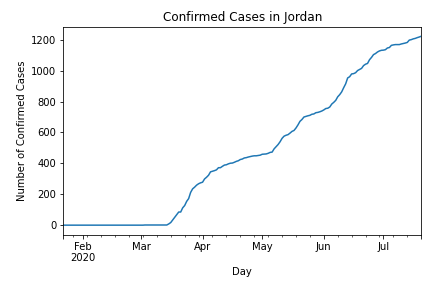 Confirmed Cases in Jordan
Number of Confirmed Cases
1200
1000
800
600
400
200
0
Feb Mar Apr May Jun Jul
2020
Day